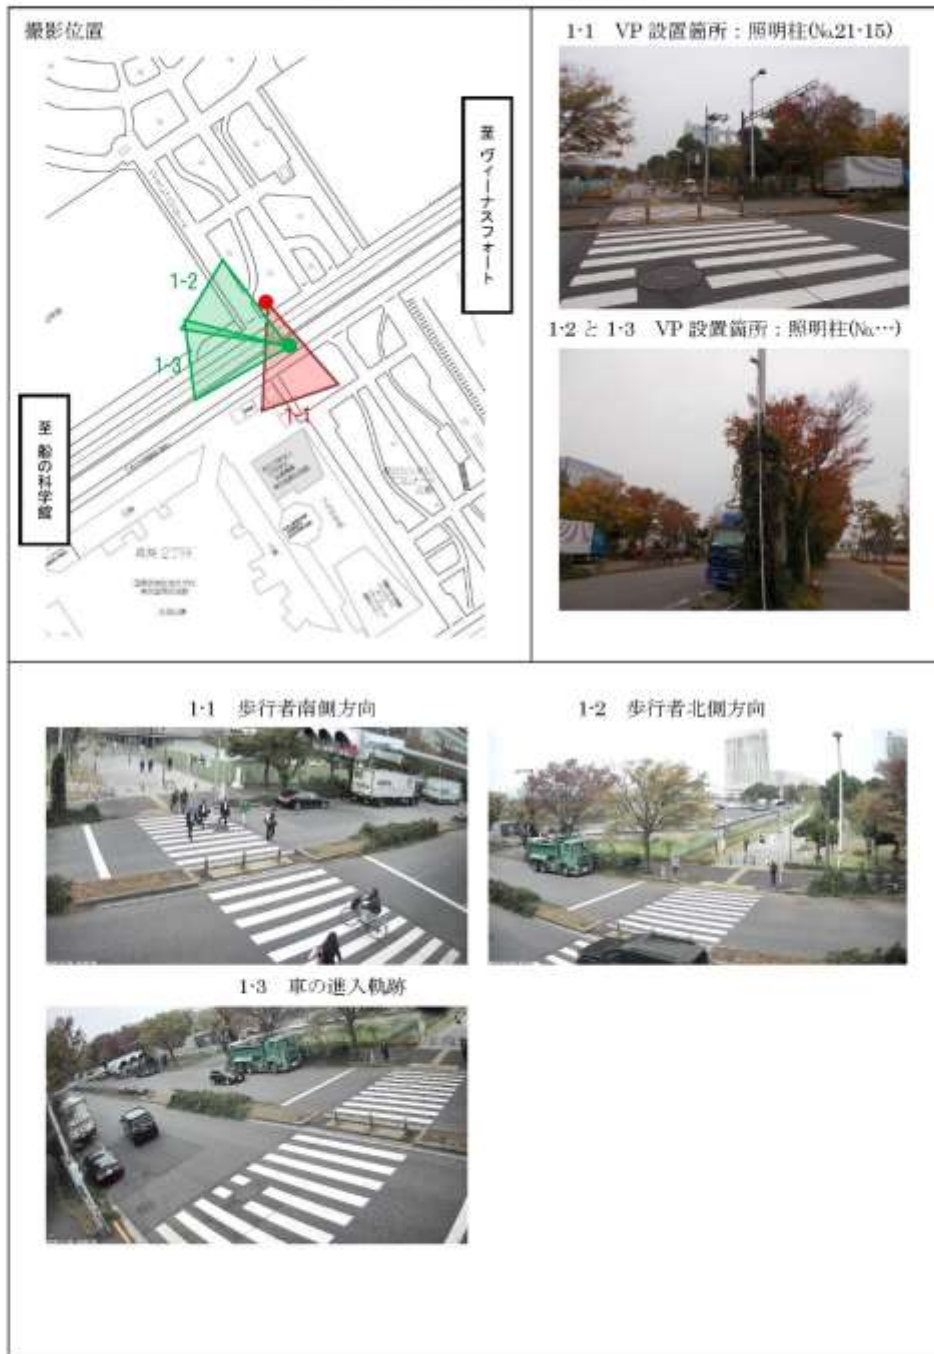 撮影位置
至 ヴィーナスフォート
1-2
1-3
1-1
至 船の科学館
1-1 VP 設置箇所：照明柱(№21-15)
1-2 と 1-3 VP 設置箇所：照明柱(№…)
1-1 歩行者南側方向
1-2 歩行者北側方向
1-3 車の進入軌跡